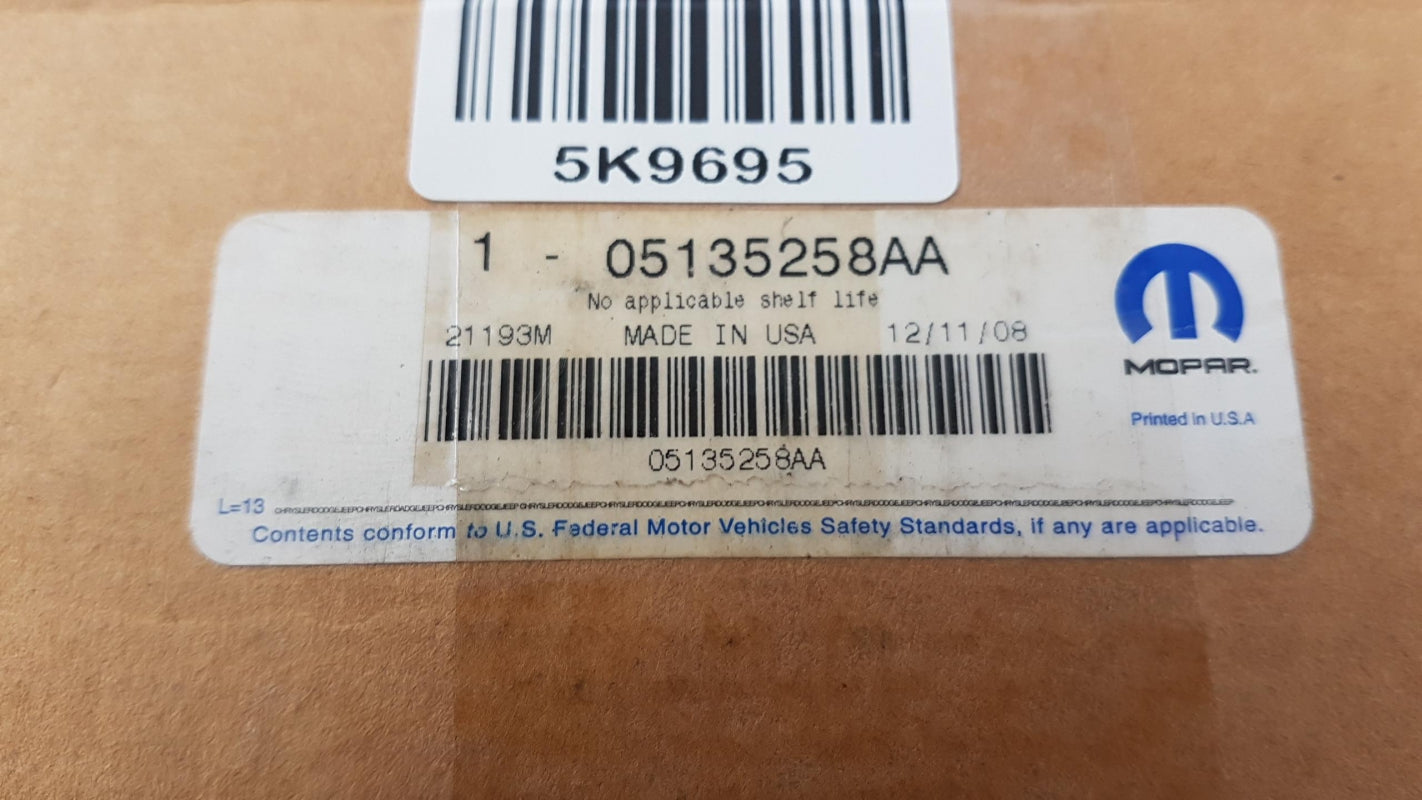 5K9695
1 - 05135258AA
No applicable shelf life
21193M MADE IN USA 12/11/08
MOPAR.
Printed in U.S.A
05135258AA
L=13
Contents conform to U.S. Federal Motor Vehicles Safety Standards, if any are applicable.